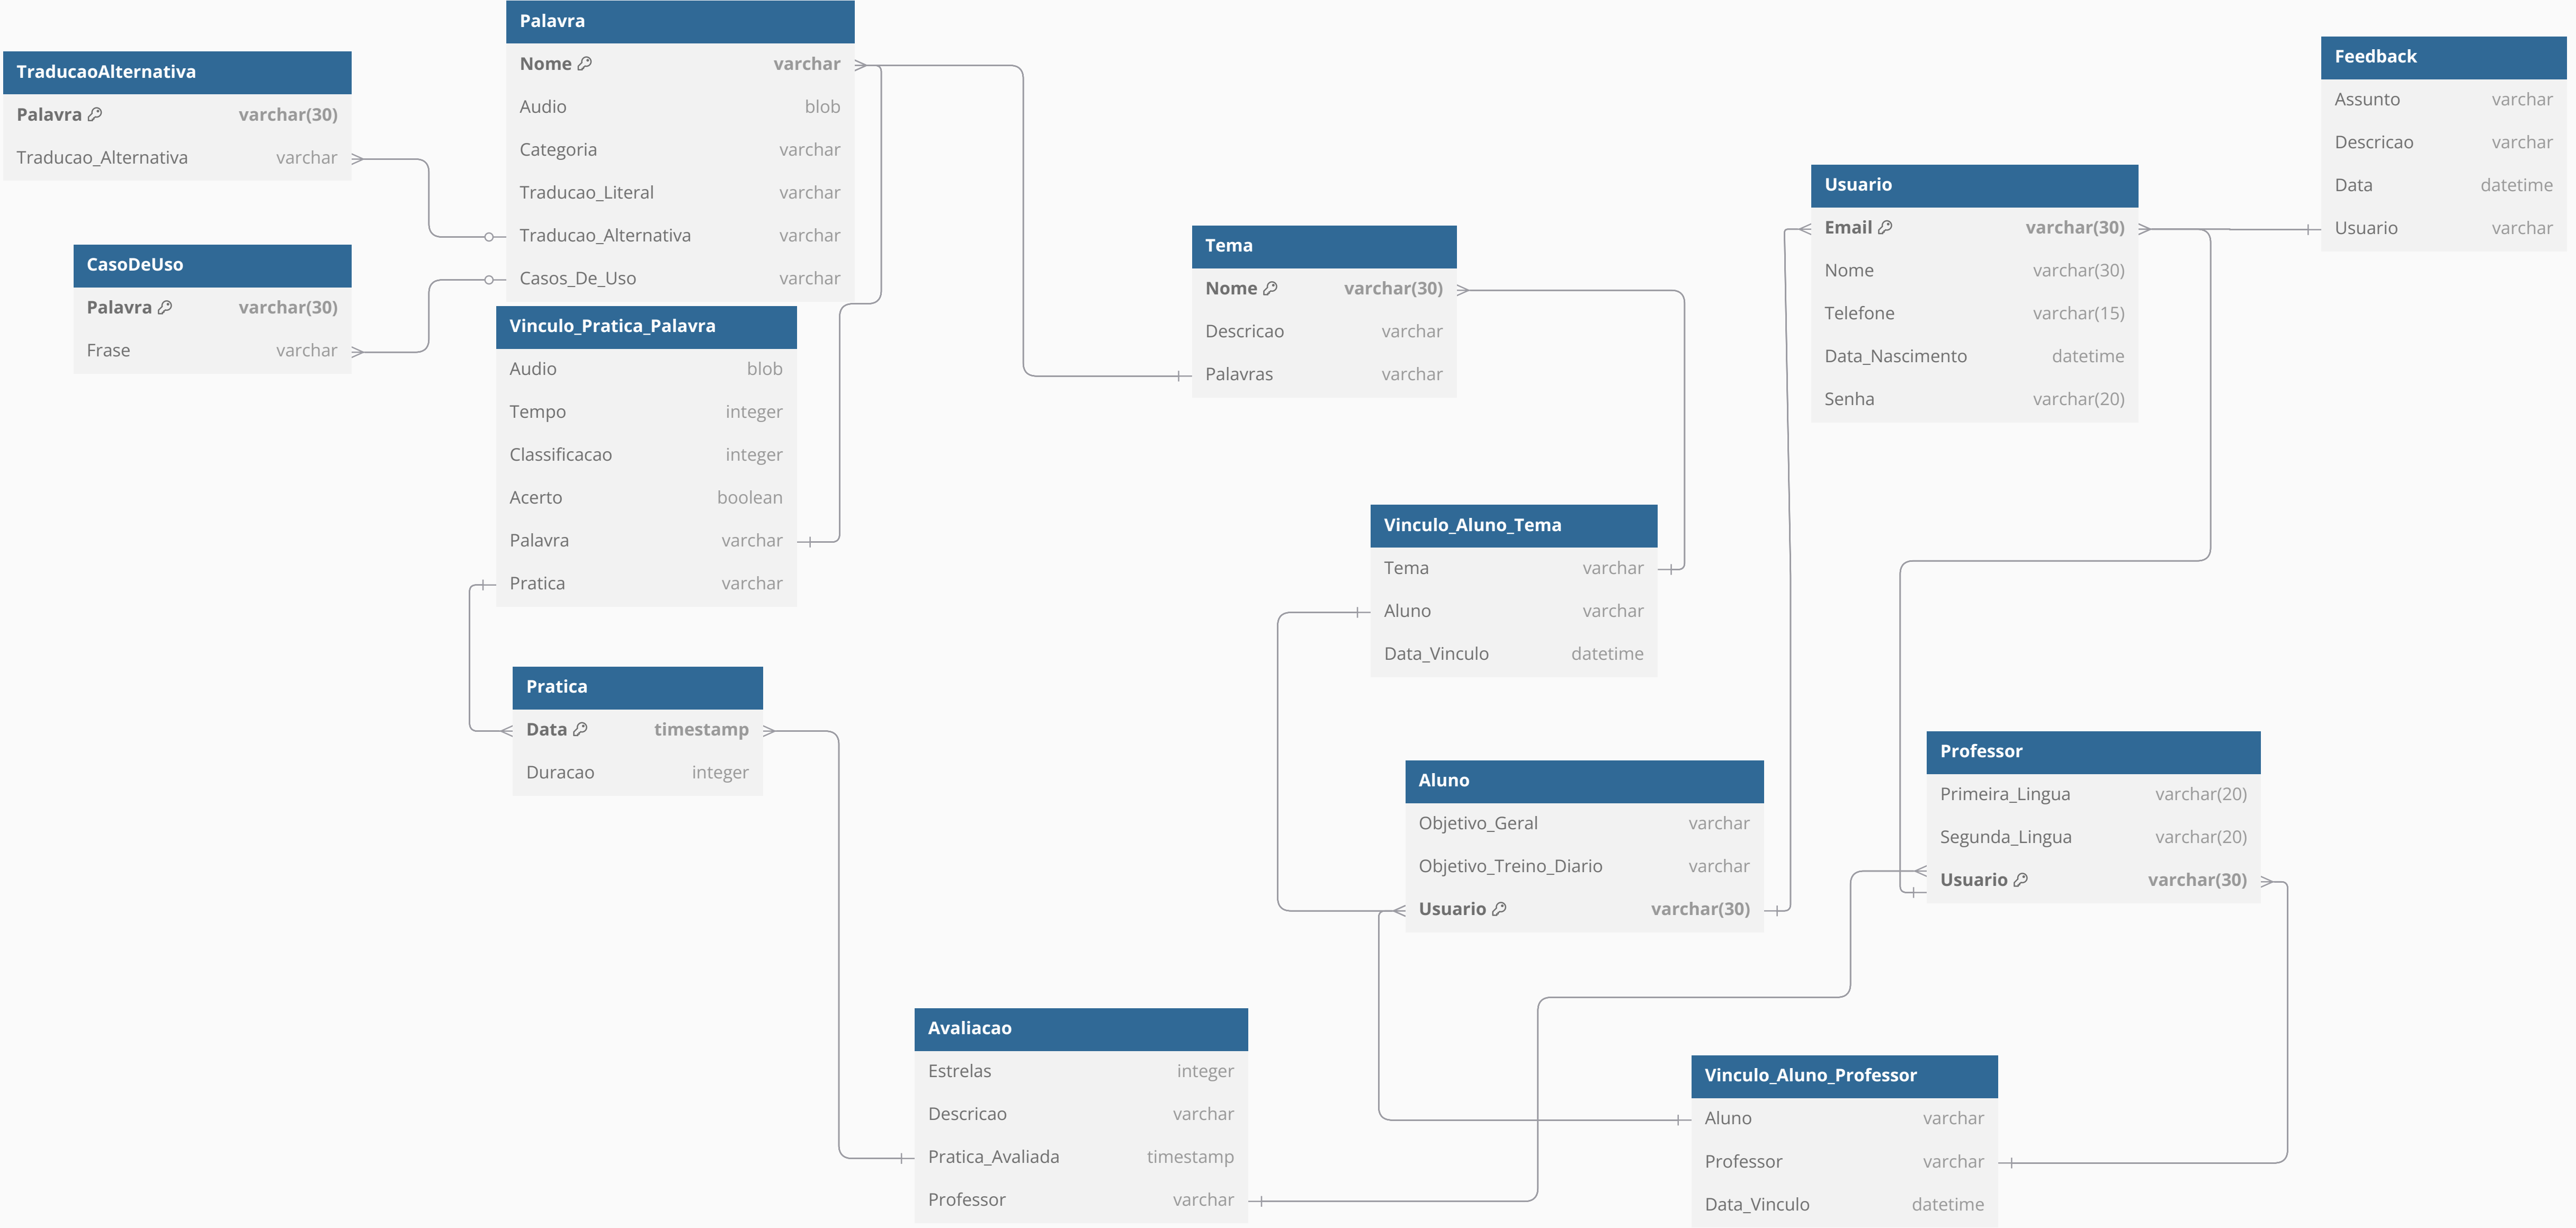 TraducaoAlternativa
Palavra varchar(30)
Traducao_Alternativa varchar
CasoDeUso
Palavra varchar(30)
Frase varchar
Palavra
Nome varchar
Audio blob
Categoria varchar
Traducao_Literal varchar
Traducao_Alternativa varchar
Casos_De_Uso varchar
Vinculo_Pratica_Palavra
Audio blob
Tempo integer
Classificacao integer
Acerto boolean
Palavra varchar
Pratica varchar
Pratica
Data timestamp
Duracao integer
Avaliacao
Estrelas integer
Descricao varchar
Pratica_Avaliada timestamp
Professor varchar
Tema
Nome varchar(30)
Descricao varchar
Palavras varchar
Vinculo_Aluno_Tema
Tema varchar
Aluno varchar
Data_Vinculo datetime
Aluno
Objetivo_Geral varchar
Objetivo_Treino_Diario varchar
Usuario varchar(30)
Usuario
Email varchar(30)
Nome varchar(30)
Telefone varchar(15)
Data_Nascimento datetime
Senha varchar(20)
Feedback
Assunto varchar
Descricao varchar
Data datetime
Usuario varchar
Professor
Primeira_Lingua varchar(20)
Segunda_Lingua varchar(20)
Usuario varchar(30)
Vinculo_Aluno_Professor
Aluno varchar
Professor varchar
Data_Vinculo datetime